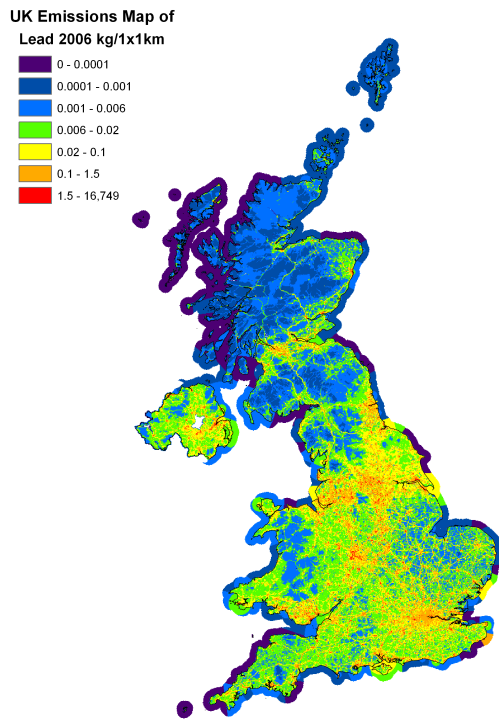 UK Emissions Map of
Lead 2006 kg/1x1km
0 - 0.0001
0.0001 - 0.001
0.001 - 0.006
0.006 - 0.02
0.02 - 0.1
0.1 - 1.5
1.5 - 16,749